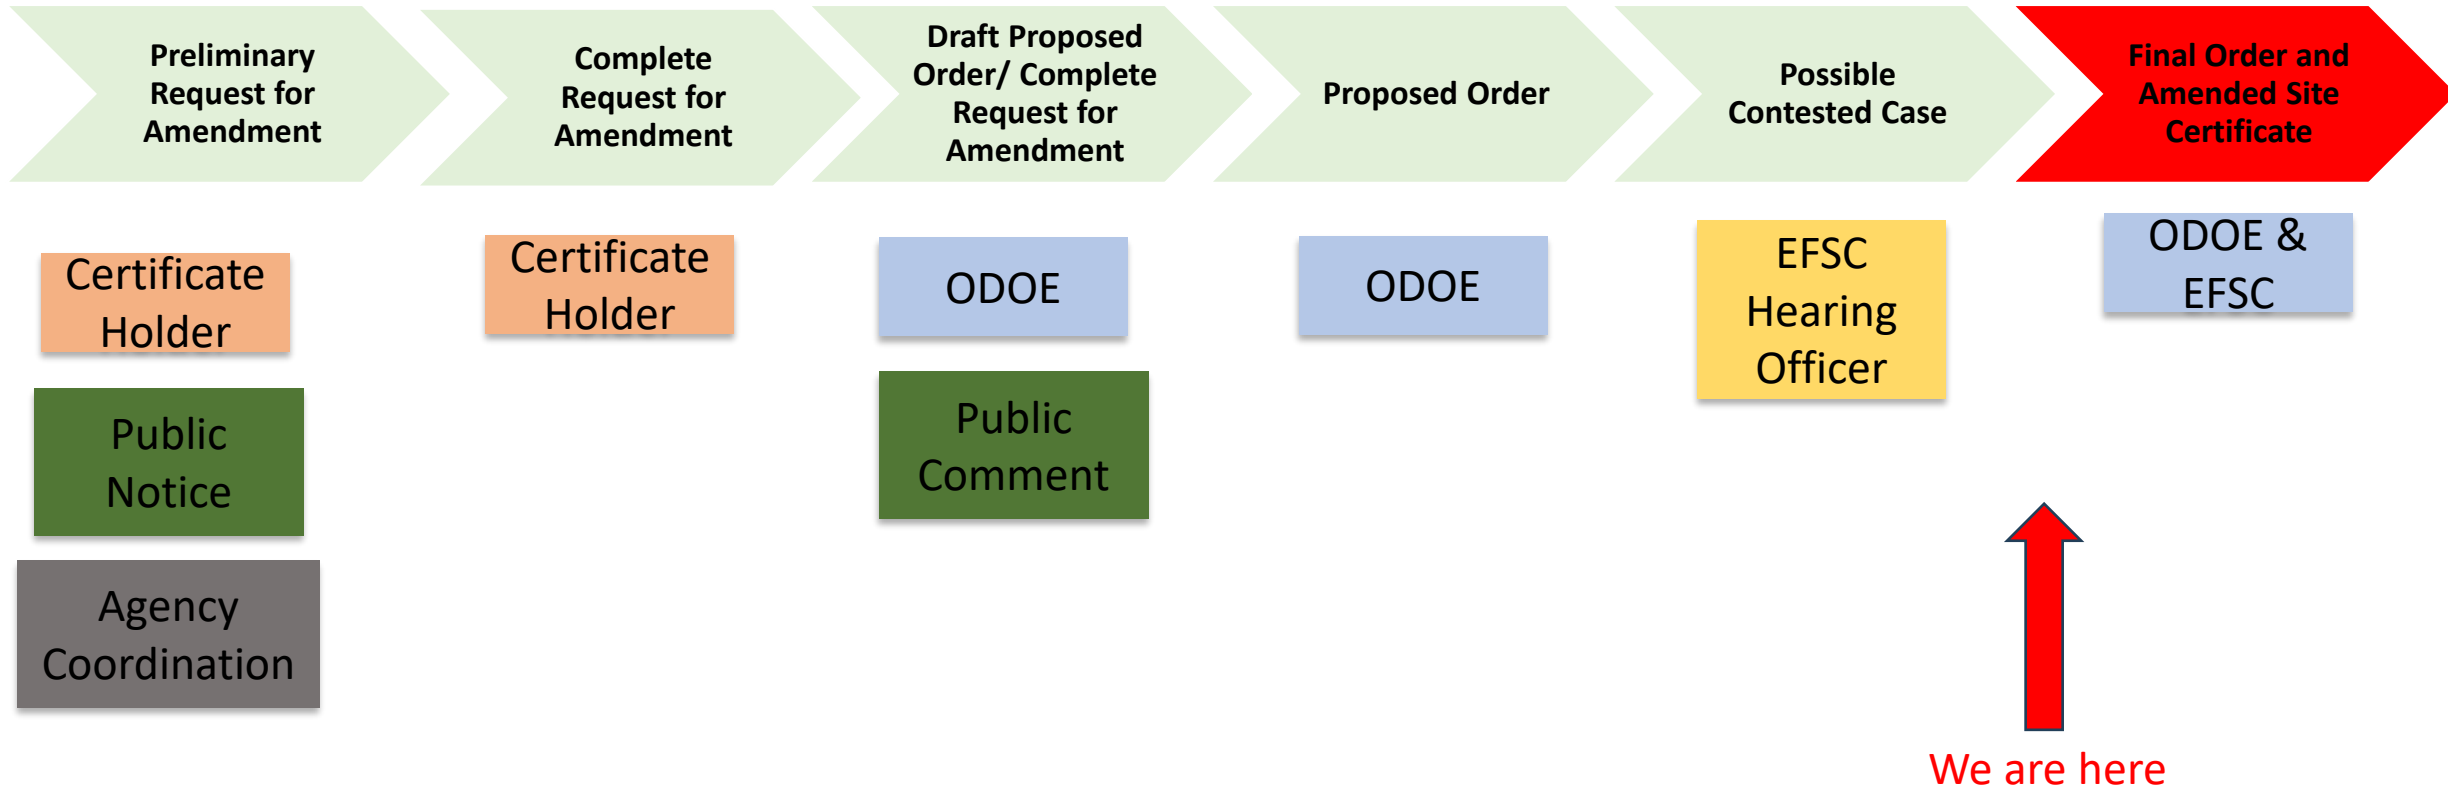 Preliminary
Request for
Amendment
Complete
Request for
Amendment
Draft Proposed
Order/ Complete
Request for
Amendment
Proposed Order
Possible
Contested Case
Final Order and
Amended Site
Certificate
Certificate
Holder
Public
Notice
Agency
Coordination
Certificate
Holder
ODOE
Public
Comment
ODOE
EFSC
Hearing
Officer
ODOE &
EFSC
We are here